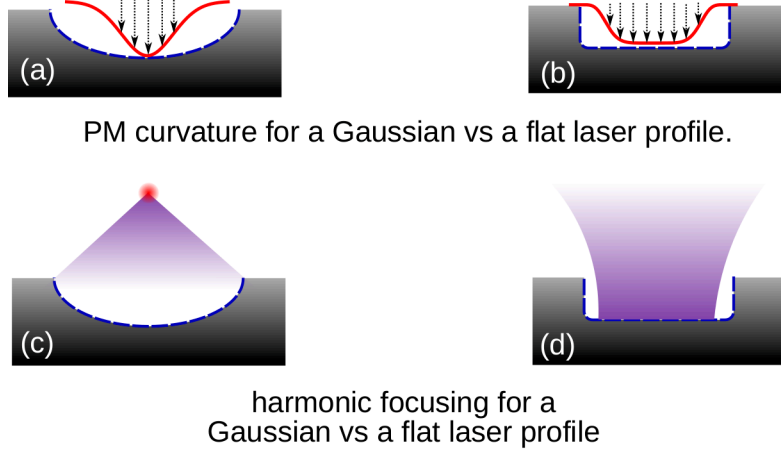 (a)
(b)
PM curvature for a Gaussian vs a flat laser profile.
(c)
(d)
harmonic focusing for a
Gaussian vs a flat laser profile